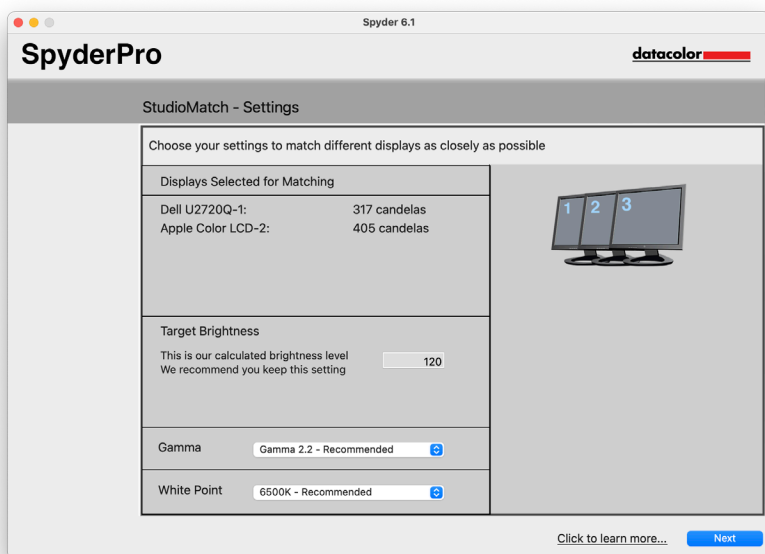 Spyder 6.1
SpyderPro
datacolor
StudioMatch - Settings
Choose your settings to match different displays as closely as possible
Displays Selected for Matching
Dell U2720Q-1: 317 candelas
Apple Color LCD-2: 405 candelas
1 2 3
Target Brightness
This is our calculated brightness level
We recommend you keep this setting
120
Gamma Gamma 2.2 - Recommended
White Point 6500K - Recommended
Click to learn more... Next